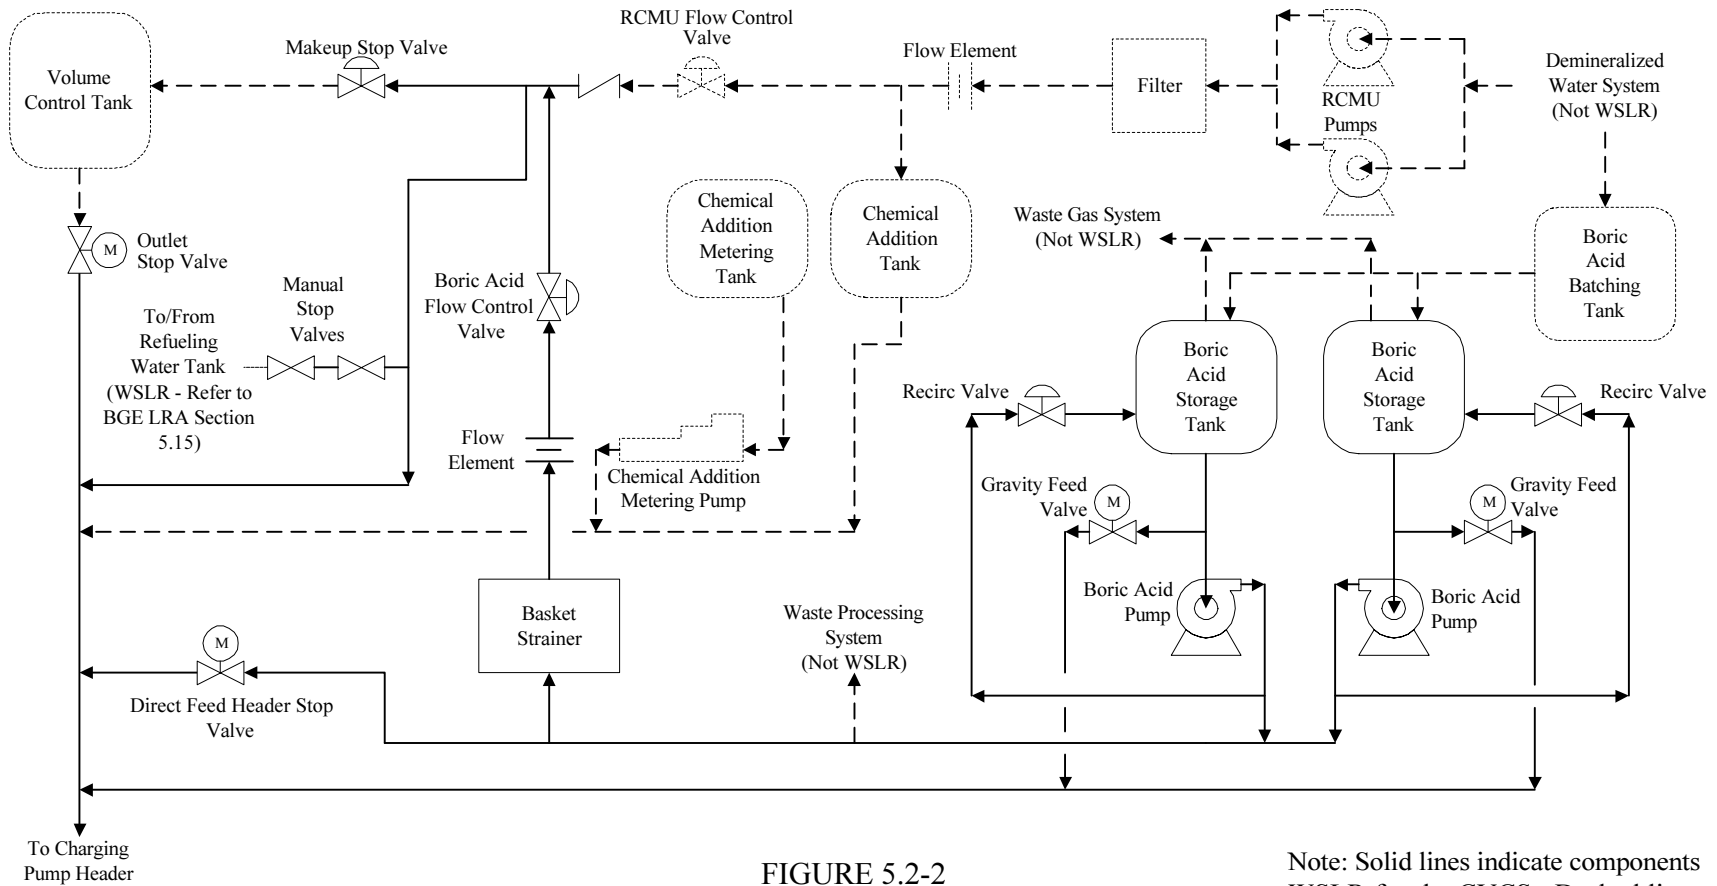 Volume
Control Tank
Makeup Stop Valve
RCMU Flow Control
Valve
Flow Element
Filter
RCMU
Pumps
Demineralized
Water System
(Not WSLR)
M
Outlet
Stop Valve
Manual
Stop
Valves
To/From
Refueling
Water Tank
(WSLR - Refer to
BGE LRA Section
5.15)
Boric Acid
Flow Control
Valve
Chemical
Addition
Metering
Tank
Chemical
Addition
Tank
Waste Gas System
(Not WSLR)
Boric
Acid
Batching
Tank
Boric
Acid
Storage
Tank
Boric
Acid
Storage
Tank
Recirc Valve
Recirc Valve
Flow
Element
Chemical Addition
Metering Pump
Gravity Feed
Valve
M
M
Gravity Feed
Valve
Basket
Strainer
Waste Processing
System
(Not WSLR)
Boric Acid
Pump
Boric Acid
Pump
M
Direct Feed Header Stop
Valve
To Charging
Pump Header
FIGURE 5.2-2
Note: Solid lines indicate components